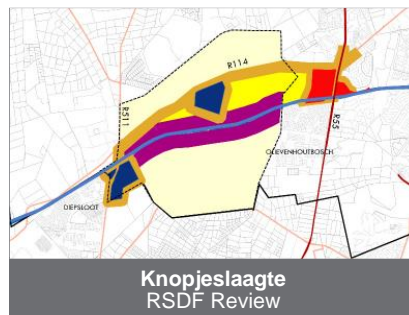 R114
R511
R55
OLIEVENHOUTBOSCH
DIEPSLOOT
Knopjeslaagte
RSDF Review